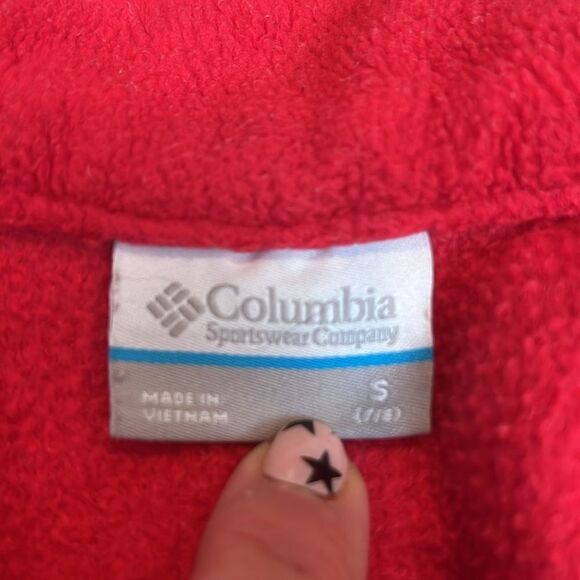 Columbia
Sportswear Company
MADE IN
VIETNAM
S
(7/8)